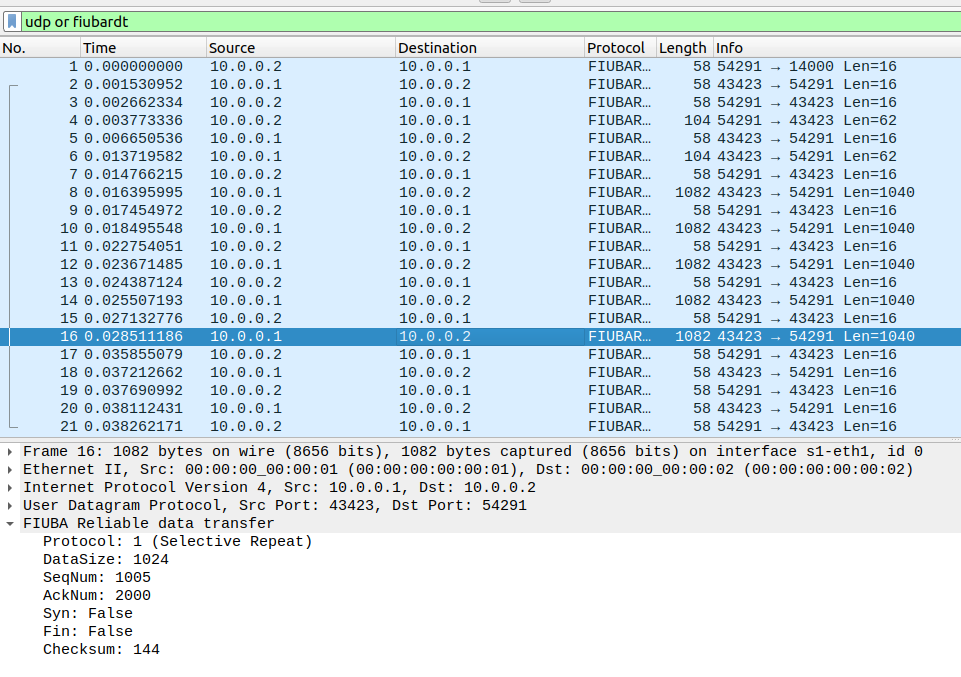 udp or fiubardt
No. Time Source Destination Protocol Length Info
1 0.000000000 10.0.0.2 10.0.0.1 FIUBAR… 58 54291 → 14000 Len=16
2 0.001530952 10.0.0.1 10.0.0.2 FIUBAR… 58 43423 → 54291 Len=16
3 0.002662334 10.0.0.2 10.0.0.1 FIUBAR… 58 54291 → 43423 Len=16
4 0.003773336 10.0.0.2 10.0.0.1 FIUBAR… 104 54291 → 43423 Len=62
5 0.006650536 10.0.0.1 10.0.0.2 FIUBAR… 58 43423 → 54291 Len=16
6 0.013719582 10.0.0.1 10.0.0.2 FIUBAR… 104 43423 → 54291 Len=62
7 0.014766215 10.0.0.2 10.0.0.1 FIUBAR… 58 54291 → 43423 Len=16
8 0.016395995 10.0.0.1 10.0.0.2 FIUBAR… 1082 43423 → 54291 Len=1040
9 0.017454972 10.0.0.2 10.0.0.1 FIUBAR… 58 54291 → 43423 Len=16
10 0.018495548 10.0.0.1 10.0.0.2 FIUBAR… 1082 43423 → 54291 Len=1040
11 0.022754051 10.0.0.2 10.0.0.1 FIUBAR… 58 54291 → 43423 Len=16
12 0.023671485 10.0.0.1 10.0.0.2 FIUBAR… 1082 43423 → 54291 Len=1040
13 0.024387124 10.0.0.2 10.0.0.1 FIUBAR… 58 54291 → 43423 Len=16
14 0.025507193 10.0.0.1 10.0.0.2 FIUBAR… 1082 43423 → 54291 Len=1040
15 0.027132776 10.0.0.2 10.0.0.1 FIUBAR… 58 54291 → 43423 Len=16
16 0.028511186 10.0.0.1 10.0.0.2 FIUBAR… 1082 43423 → 54291 Len=1040
17 0.035855079 10.0.0.2 10.0.0.1 FIUBAR… 58 54291 → 43423 Len=16
18 0.037212662 10.0.0.1 10.0.0.2 FIUBAR… 58 43423 → 54291 Len=16
19 0.037690992 10.0.0.2 10.0.0.1 FIUBAR… 58 54291 → 43423 Len=16
20 0.038112431 10.0.0.1 10.0.0.2 FIUBAR… 58 43423 → 54291 Len=16
21 0.038262171 10.0.0.2 10.0.0.1 FIUBAR… 58 54291 → 43423 Len=16
Frame 16: 1082 bytes on wire (8656 bits), 1082 bytes captured (8656 bits) on interface s1-eth1, id 0
Ethernet II, Src: 00:00:00_00:00:01 (00:00:00:00:00:01), Dst: 00:00:00_00:00:02 (00:00:00:00:00:02)
Internet Protocol Version 4, Src: 10.0.0.1, Dst: 10.0.0.2
User Datagram Protocol, Src Port: 43423, Dst Port: 54291
FIUBA Reliable data transfer
Protocol: 1 (Selective Repeat)
DataSize: 1024
SeqNum: 1005
AckNum: 2000
Syn: False
Fin: False
Checksum: 144